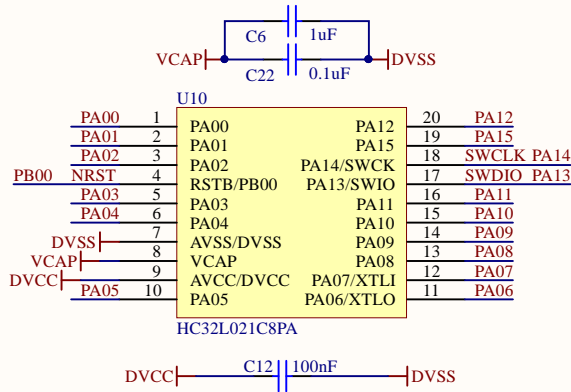 C6 1uF
VCAP DVSS
C22 0.1uF
U10
PA00 1 PA00 PA12 20 PA12
PA01 2 PA01 PA15 19 PA15
PA02 3 PA02 PA14/SWCK 18 SWCLK PA14
PB00 NRST 4 RSTB/PB00 PA13/SWIO 17 SWDIO PA13
PA03 5 PA03 PA11 16 PA11
PA04 6 PA04 PA10 15 PA10
DVSS 7 AVSS/DVSS PA09 14 PA09
VCAP 8 VCAP PA08 13 PA08
DVCC 9 AVCC/DVCC PA07/XTLI 12 PA07
PA05 10 PA05 PA06/XTLO 11 PA06
HC32L021C8PA
C12 100nF
DVCC DVSS